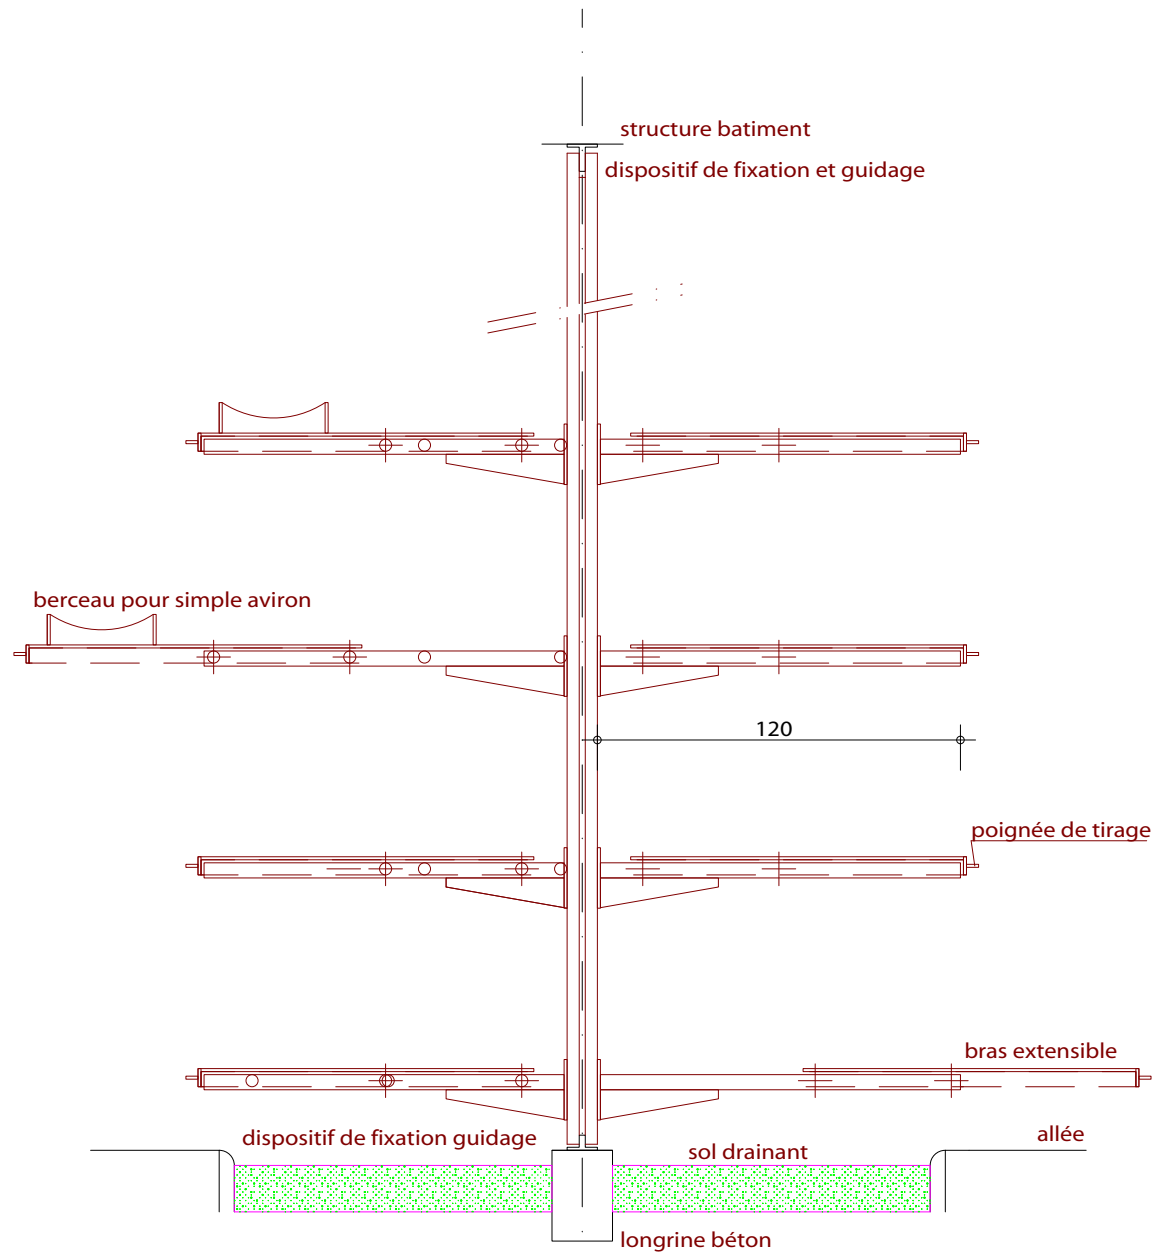 structure batiment
dispositif de fixation et guidage
berceau pour simple aviron
120
poignée de tirage
bras extensible
allée
dispositif de fixation guidage
sol drainant
longrine béton